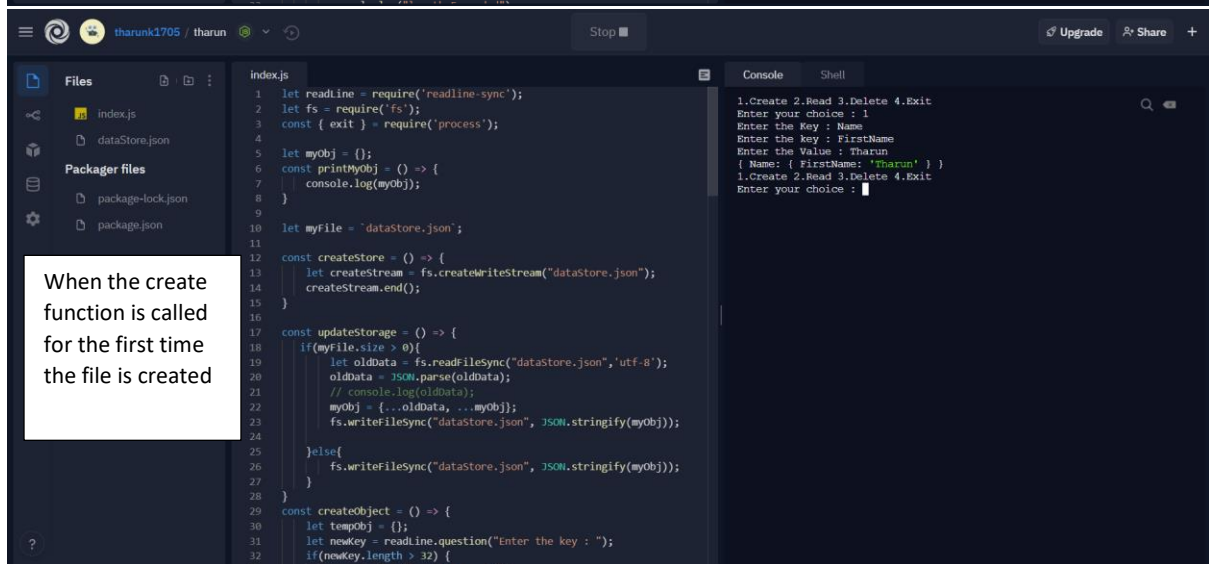 tharunk1705 / tharun
Stop
Upgrade
Share
+
Files
index.js
dataStore.json
Packager files
package-lock.json
package.json
When the create
function is called
for the first time
the file is created
?
index.js
1 let readLine = require('readline-sync');
2 let fs = require('fs');
3 const { exit } = require('process');
4
5 let myObj = {};
6 const printMyObj = () => {
7 console.log(myObj);
8 }
9
10 let myFile = `dataStore.json`;
11
12 const createStore = () => {
13 let createStream = fs.createWriteStream("dataStore.json");
14 createStream.end();
15 }
16
17 const updateStorage = () => {
18 if(myFile.size > 0){
19 let oldData = fs.readFileSync("dataStore.json",'utf-8');
20 oldData = JSON.parse(oldData);
21 // console.log(oldData);
22 myObj = {...oldData, ...myObj};
23 fs.writeFileSync("dataStore.json", JSON.stringify(myObj));
24
25 }else{
26 fs.writeFileSync("dataStore.json", JSON.stringify(myObj));
27 }
28 }
29 const createObject = () => {
30 let tempObj = {};
31 let newKey = readLine.question("Enter the key : ");
32 if(newKey.length > 32) {
Console
Shell
1.Create 2.Read 3.Delete 4.Exit
Enter your choice : 1
Enter the Key : Name
Enter the key : FirstName
Enter the Value : Tharun
{ Name: { FirstName: 'Tharun' } }
1.Create 2.Read 3.Delete 4.Exit
Enter your choice :